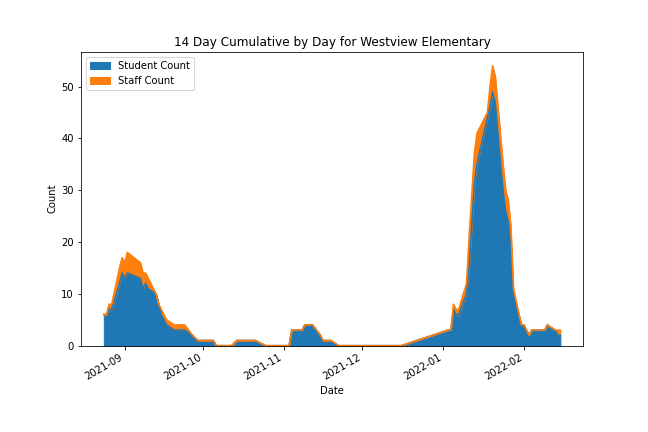 14 Day Cumulative by Day for Westview Elementary
Student Count
Staff Count
50
40
30
20
10
0
Count
2021-09
2021-10
2021-11
2021-12
2022-01
2022-02
Date